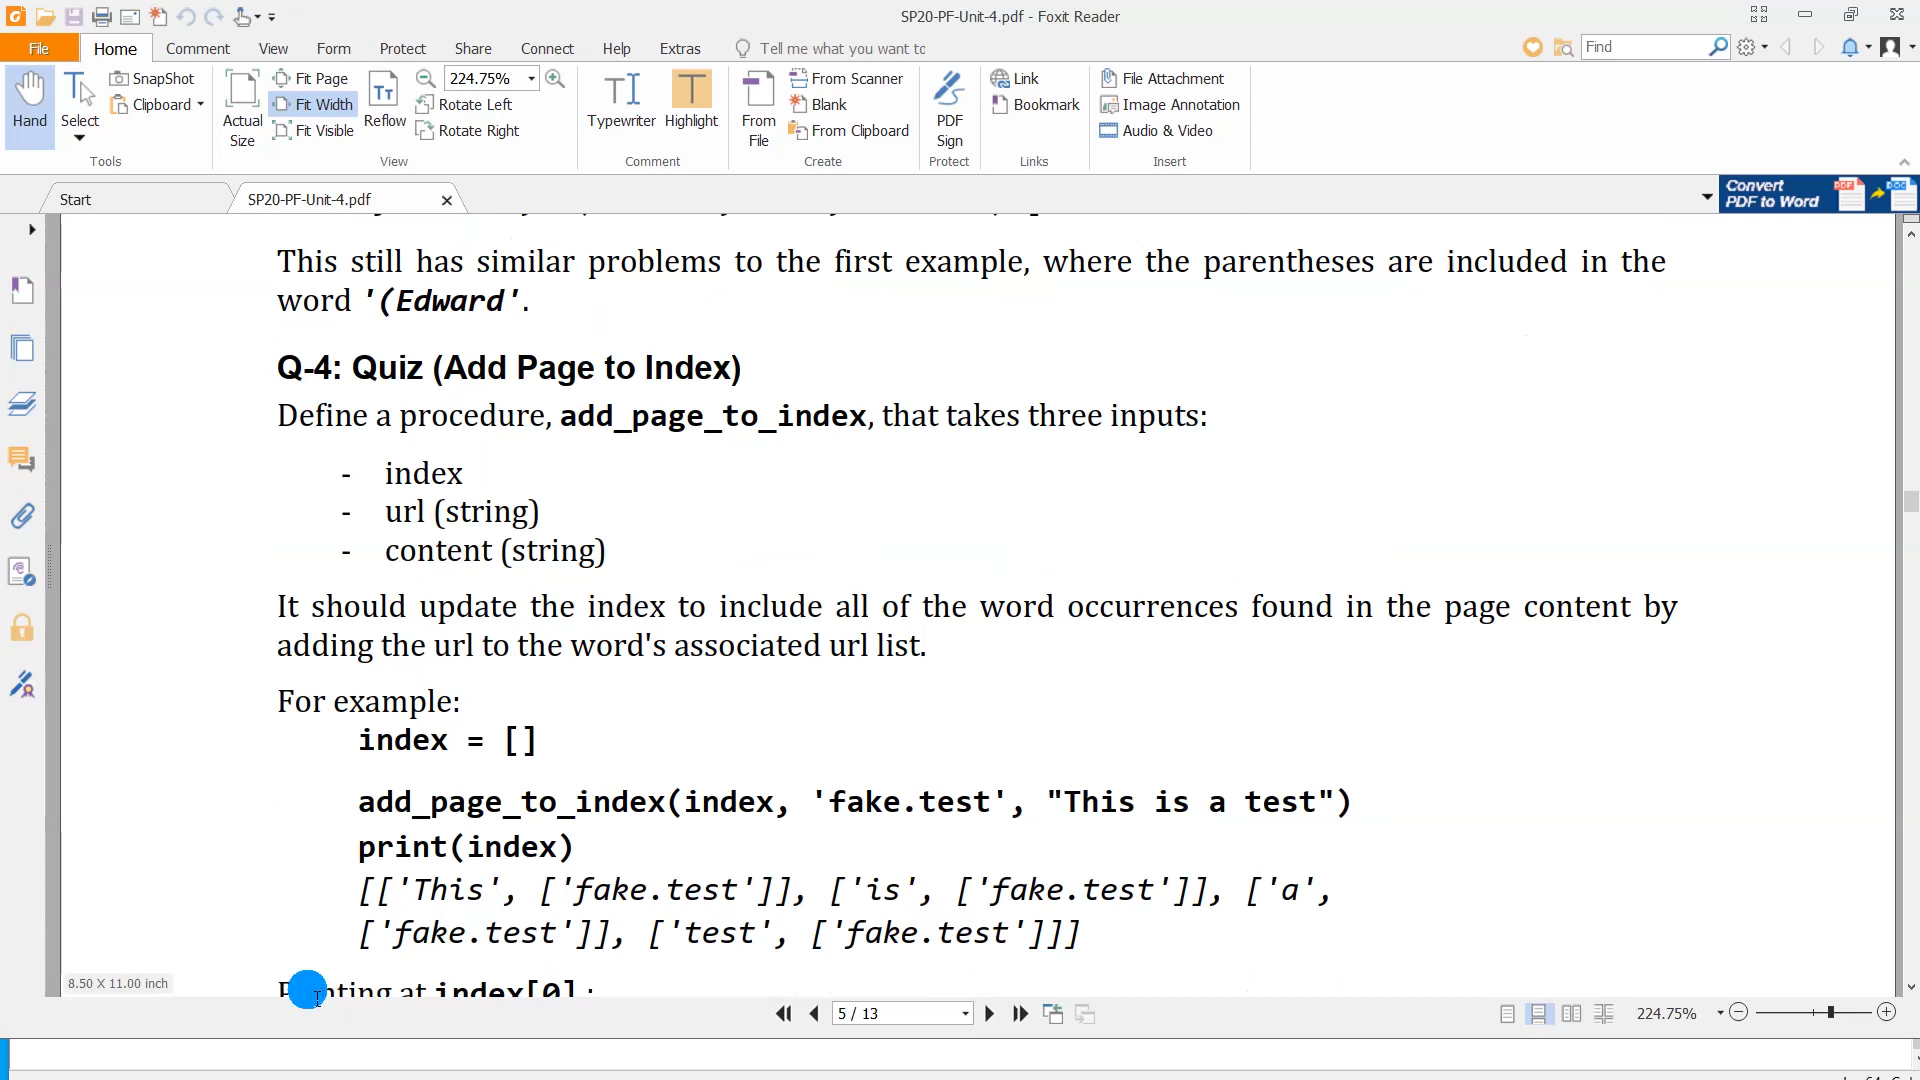 SP20-PF-Unit-4.pdf - Foxit Reader
File
Home
Comment
View
Form
Protect
Share
Connect
Help
Extras
Tell me what you want to
Find
Hand
Select
SnapShot
Clipboard
Tools
Actual
Size
Fit Page
Fit Width
Fit Visible
Reflow
224.75%
Rotate Left
Rotate Right
View
Typewriter
Highlight
Comment
From
File
From Scanner
Blank
From Clipboard
Create
PDF
Sign
Protect
Link
Bookmark
Links
File Attachment
Image Annotation
Audio & Video
Insert
Start
SP20-PF-Unit-4.pdf
Convert
PDF to Word
This still has similar problems to the first example, where the parentheses are included in the
word '(Edward'.
Q-4: Quiz (Add Page to Index)
Define a procedure, add_page_to_index, that takes three inputs:
- index
- url (string)
- content (string)
It should update the index to include all of the word occurrences found in the page content by
adding the url to the word's associated url list.
For example:
index = []
add_page_to_index(index, 'fake.test', "This is a test")
print(index)
[['This', ['fake.test']], ['is', ['fake.test']], ['a',
['fake.test']], ['test', ['fake.test']]]
at index[0]:
8.50 X 11.00 inch
5 / 13
224.75%